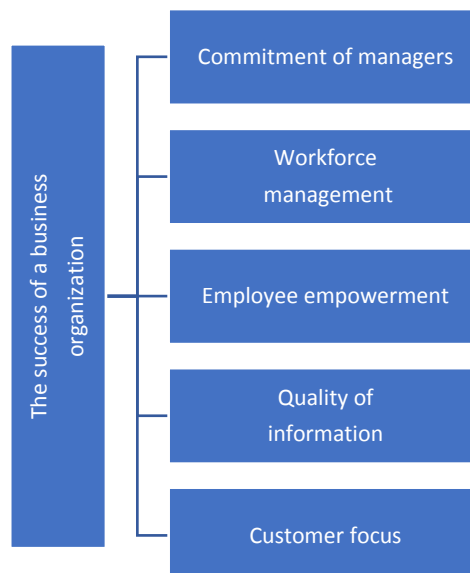 The success of a business
organization
Commitment of managers
Workforce
management
Employee empowerment
Quality of
information
Customer focus